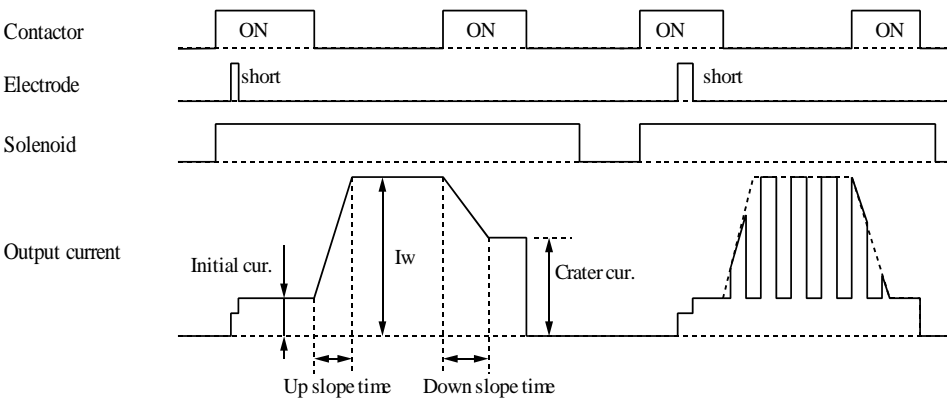 Contactor
ON
ON
ON
ON
Electrode
short
short
Solenoid
Output current
Initial cur.
Iw
Crater cur.
Up slope time
Down slope time